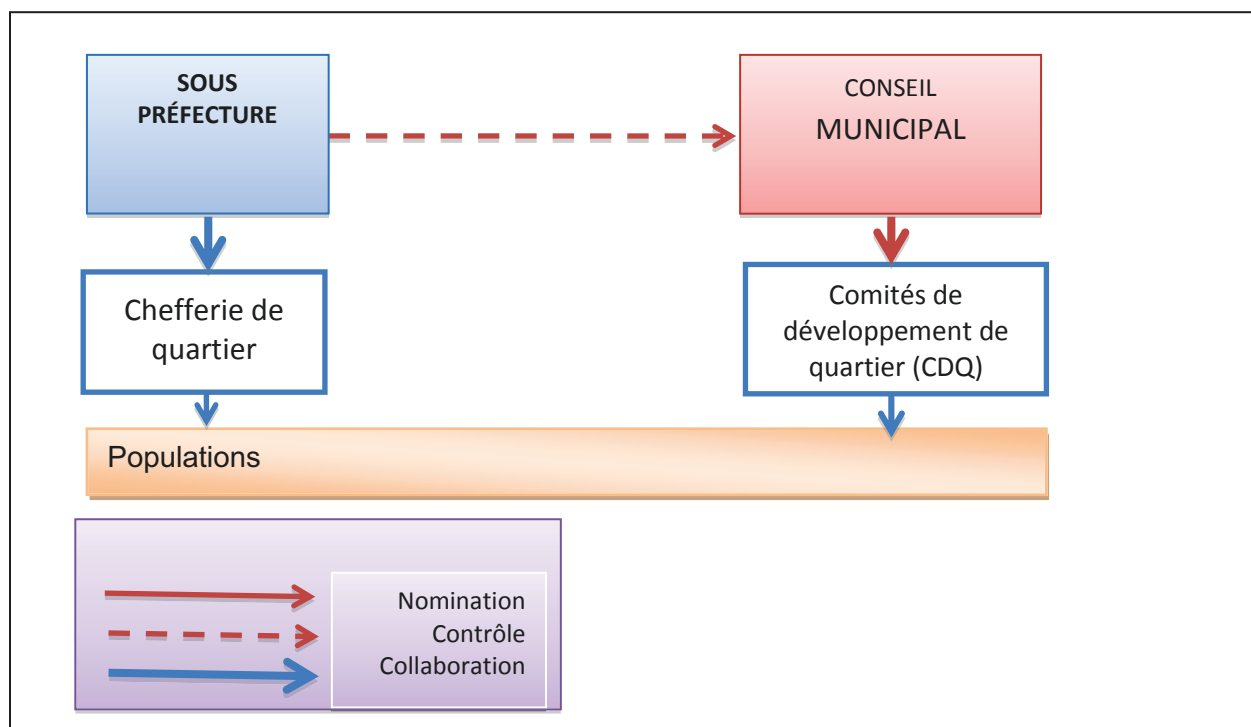 SOUS
PRÉFECTURE
CONSEIL
MUNICIPAL
Chefferie de
quartier
Comités de
développement de
quartier (CDQ)
Populations
Nomination
Contrôle
Collaboration